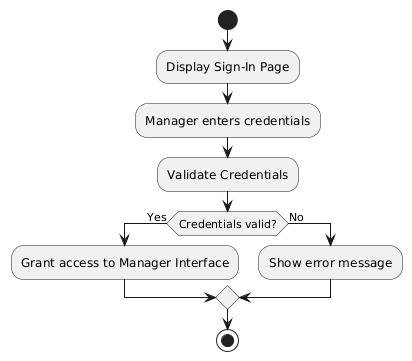 Display Sign-In Page
Manager enters credentials
Validate Credentials
Yes
Credentials valid?
No
Grant access to Manager Interface
Show error message